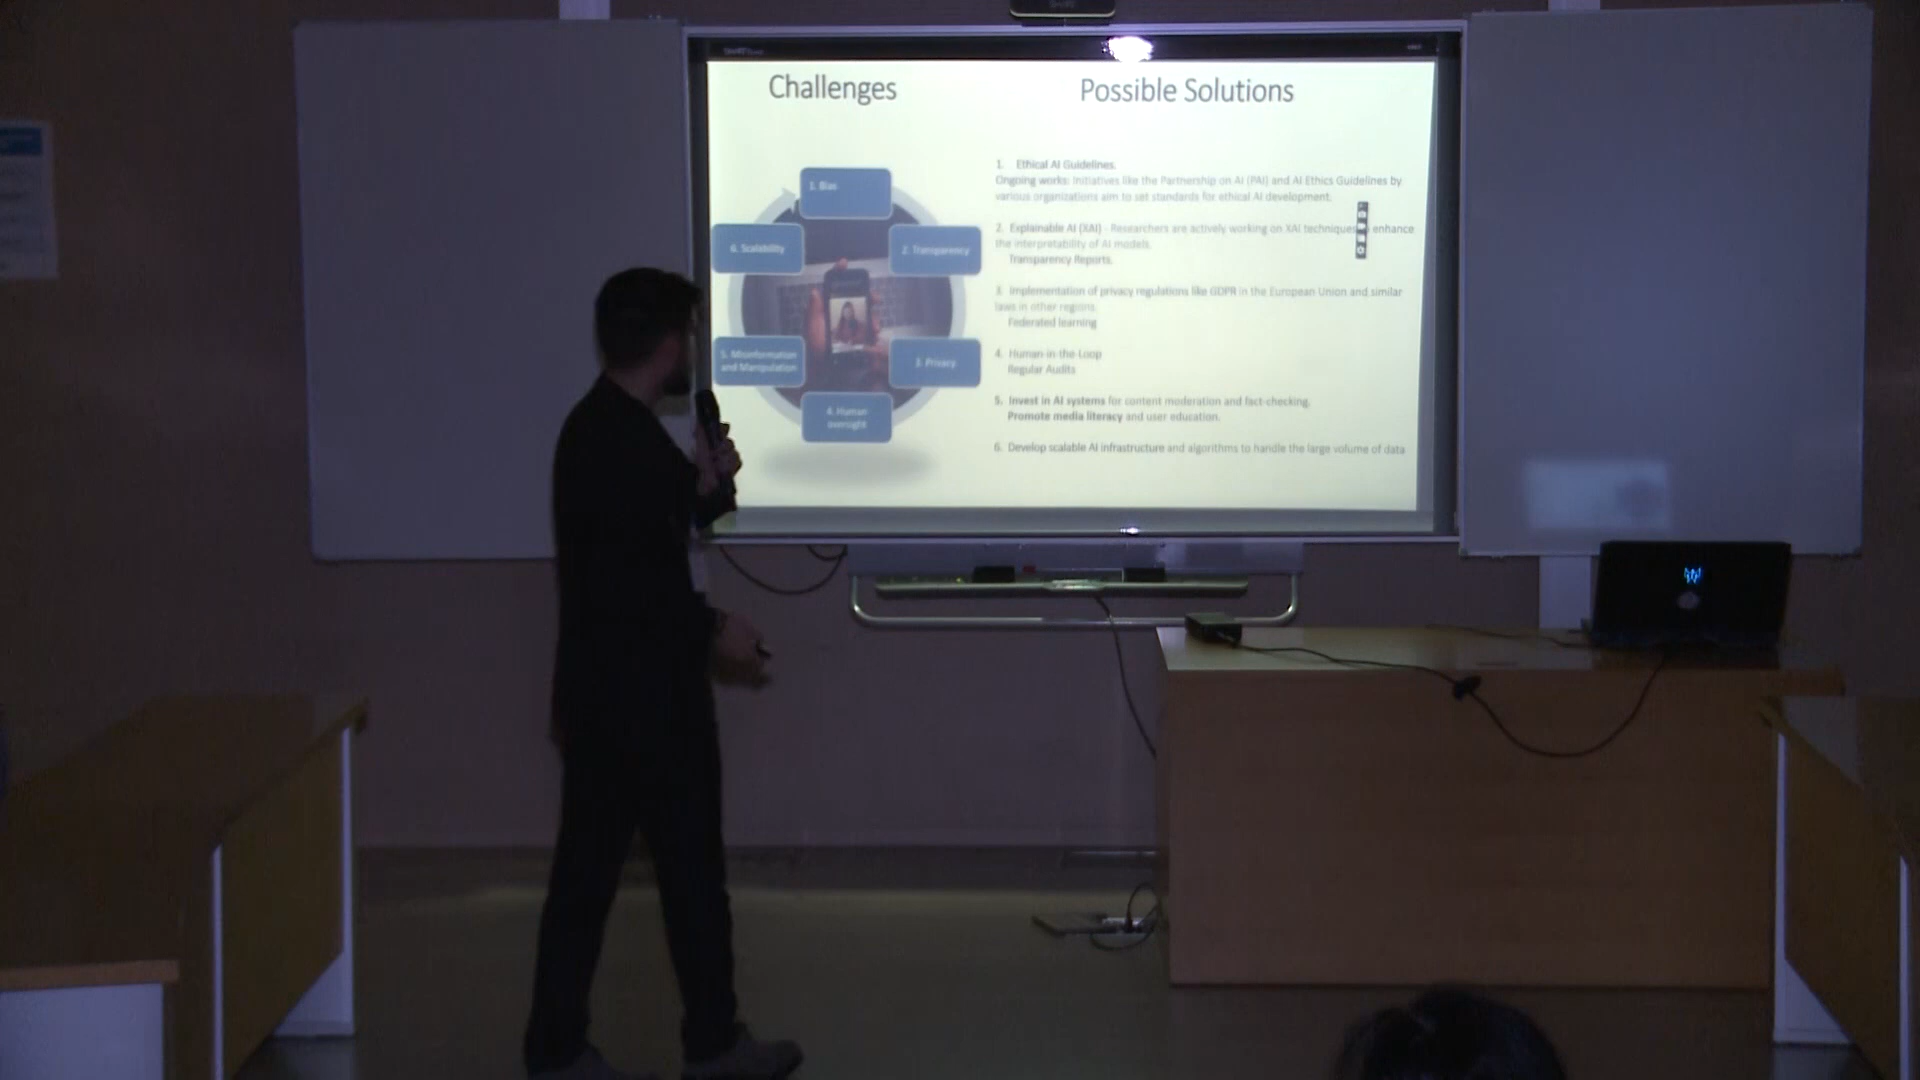 Challenges
Possible Solutions
1. Bias
2. Transparency
3. Privacy
4. Human
oversight
5. Misinformation
and Manipulation
6. Scalability
1. Ethical AI Guidelines.
Ongoing works: Initiatives like the Partnership on AI (PAI) and AI Ethics Guidelines by
various organizations aim to set standards for ethical AI development.
2. Explainable AI (XAI) - Researchers are actively working on XAI techniques enhance
the interpretability of AI models.
Transparency Reports.
3. Implementation of privacy regulations like GDPR in the European Union and similar
laws in other regions.
Federated learning
4. Human-in-the-Loop
Regular Audits
5. Invest in AI systems for content moderation and fact-checking.
Promote media literacy and user education.
6. Develop scalable AI infrastructure and algorithms to handle the large volume of data